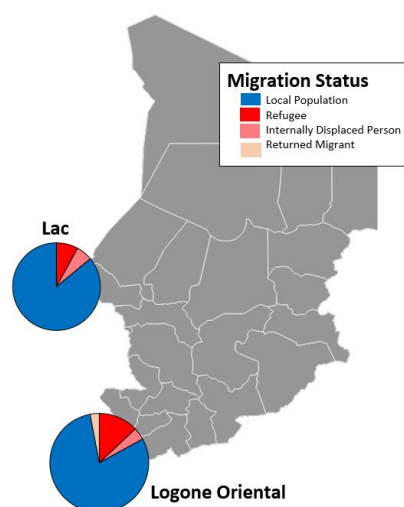 Migration Status
Local Population
Refugee
Internally Displaced Person
Returned Migrant
Lac
Logone Oriental